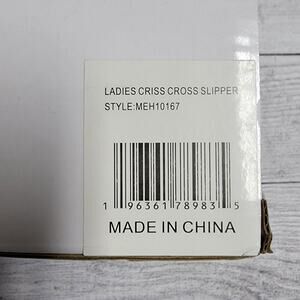 LADIES CRISS CROSS SLIPPER
STYLE:MEH10167
1 96361 78983 5
MADE IN CHINA